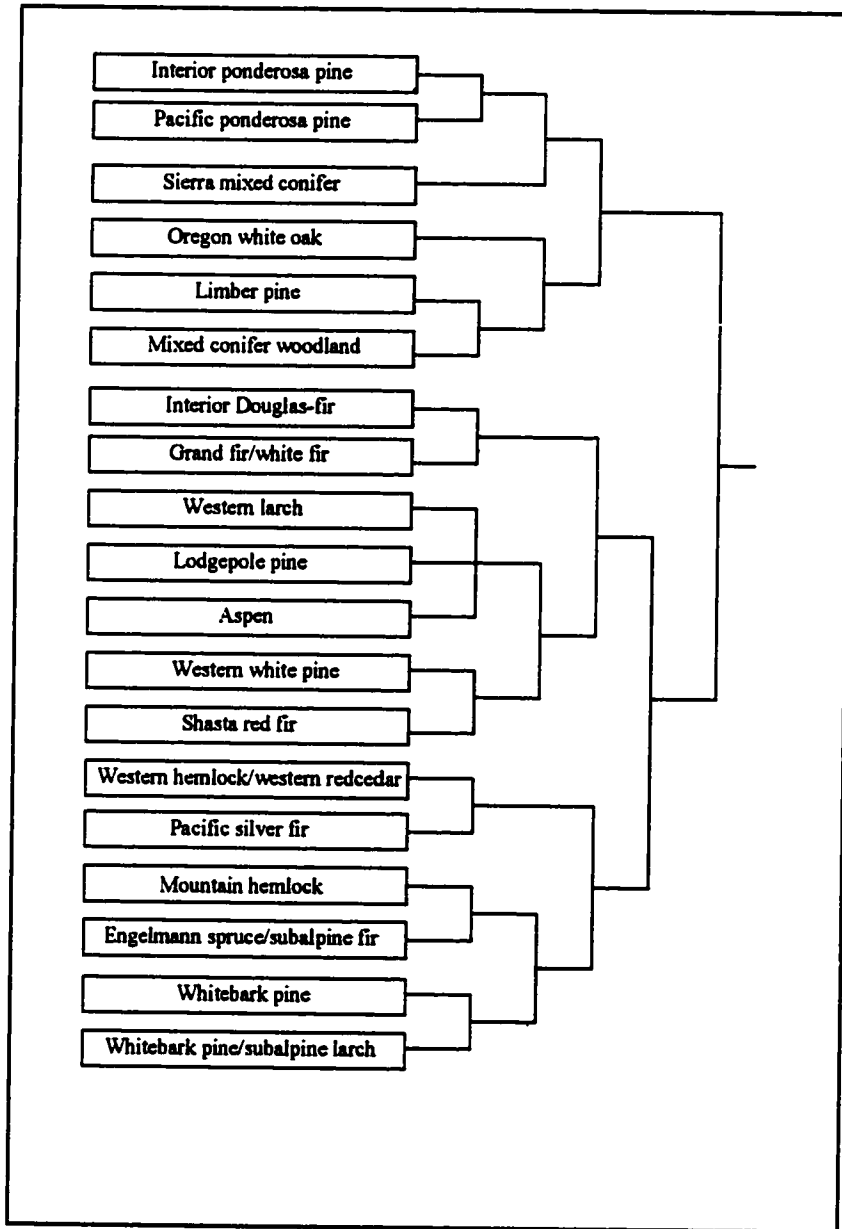 Interior ponderosa pine
Pacific ponderosa pine
Sierra mixed conifer
Oregon white oak
Limber pine
Mixed conifer woodland
Interior Douglas-fir
Grand fir/white fir
Western larch
Lodgepole pine
Aspen
Western white pine
Shasta red fir
Western hemlock/western redcedar
Pacific silver fir
Mountain hemlock
Engelmann spruce/subalpine fir
Whitebark pine
Whitebark pine/subalpine larch